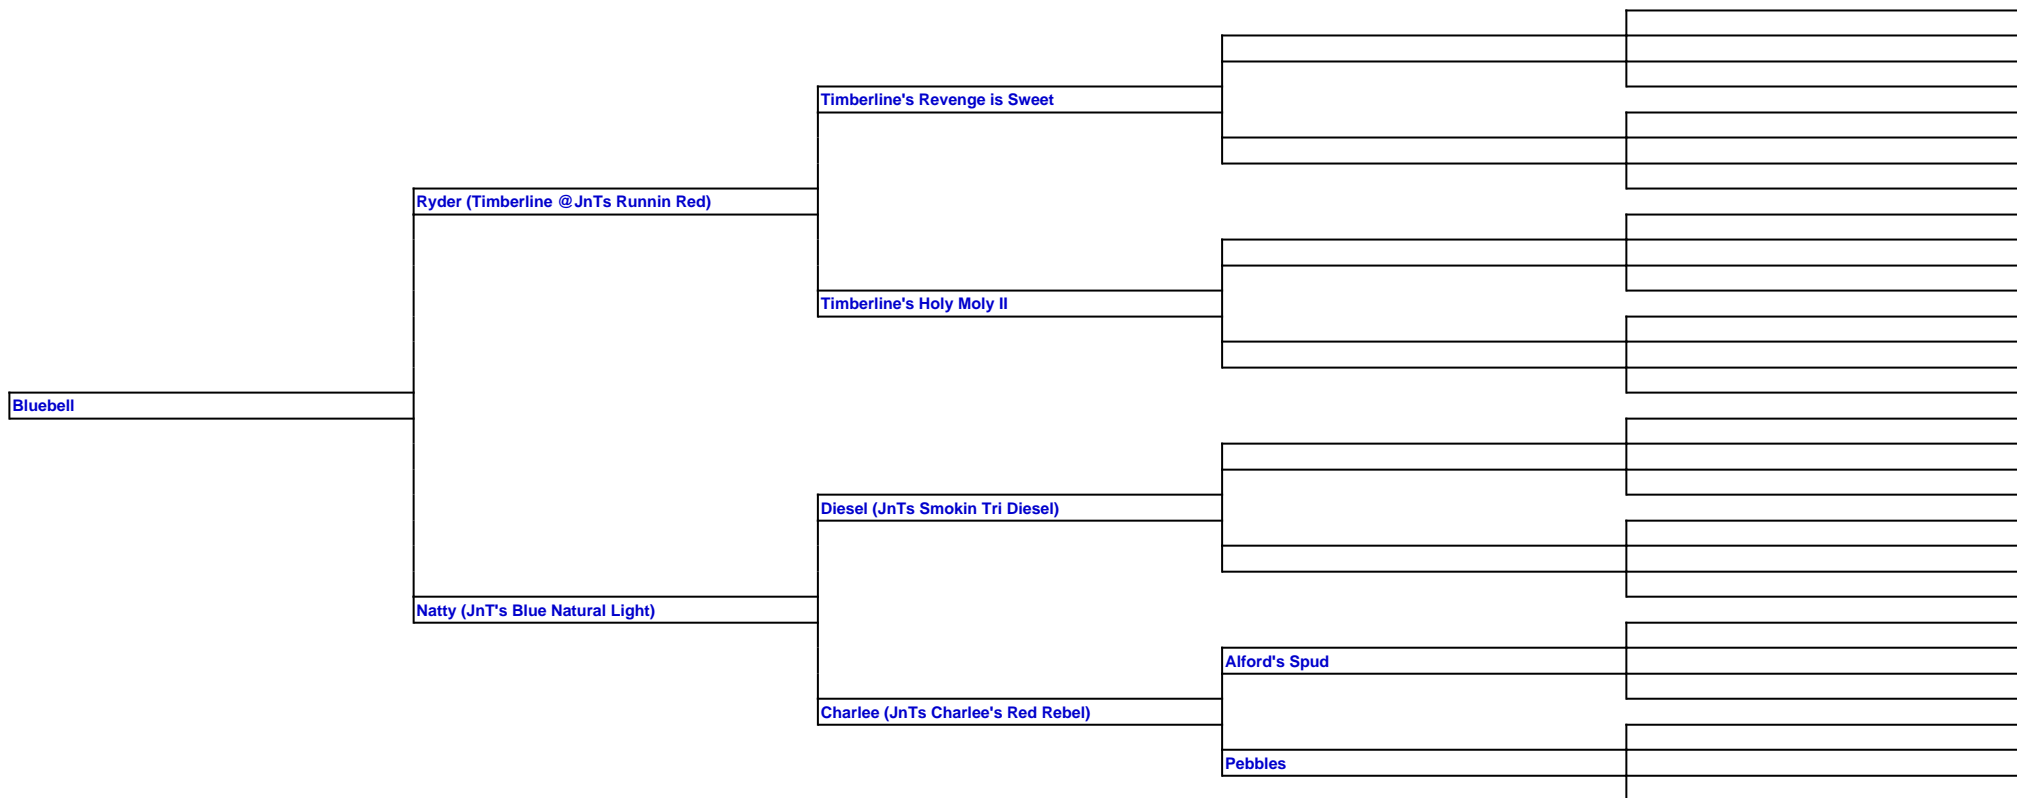 Timberline's Revenge is Sweet
Ryder (Timberline @JnTs Runnin Red)
Timberline's Holy Moly II
Bluebell
Diesel (JnTs Smokin Tri Diesel)
Natty (JnT's Blue Natural Light)
Alford's Spud
Charlee (JnTs Charlee's Red Rebel)
Pebbles